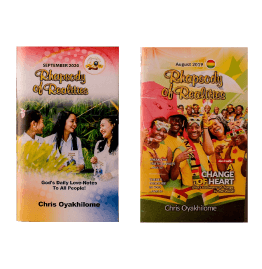 SEPTEMBER 2020
Rhapsody
of Realities
God's Daily Love-Notes
To All People!
Chris Oyakhilome
August 2019
Rhapsody
of Realities
A
CHANGE
OF HEART
Chris Oyakhilome